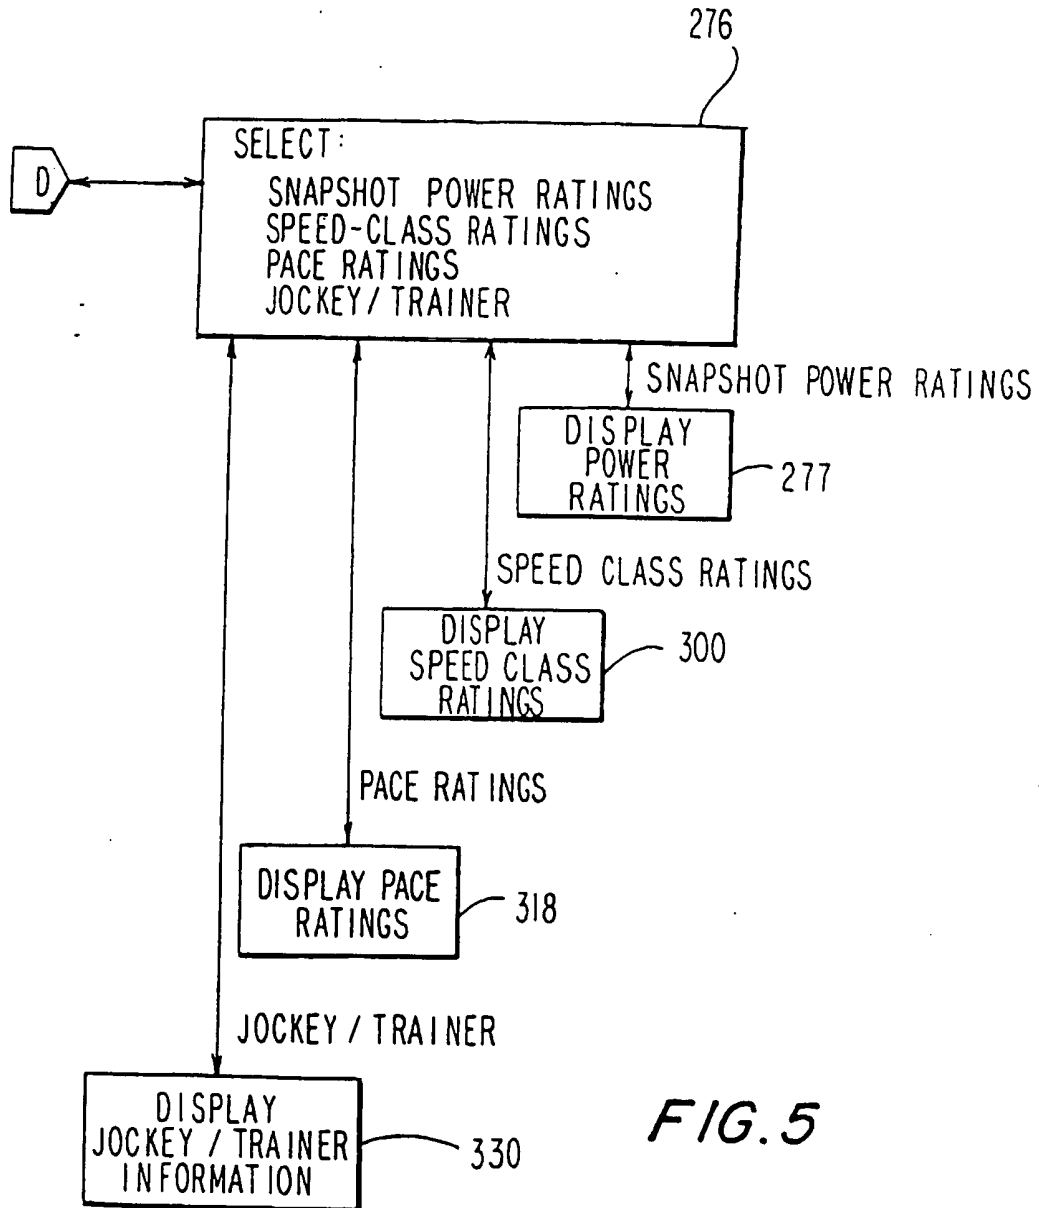 276
D
SELECT:
SNAPSHOT POWER RATINGS
SPEED-CLASS RATINGS
PACE RATINGS
JOCKEY/TRAINER
SNAPSHOT POWER RATINGS
DISPLAY
POWER
RATINGS
277
SPEED CLASS RATINGS
DISPLAY
SPEED CLASS
RATINGS
300
PACE RATINGS
DISPLAY PACE
RATINGS
318
JOCKEY / TRAINER
DISPLAY
JOCKEY / TRAINER
INFORMATION
330
FIG. 5